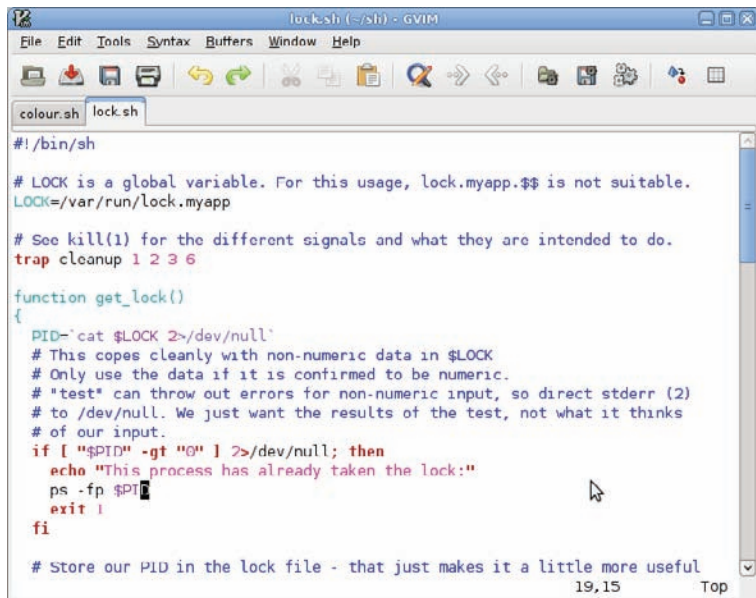 lock.sh (~/sh) - GVIM
File Edit Tools Syntax Buffers Window Help
colour.sh lock.sh
#!/bin/sh
# LOCK is a global variable. For this usage, lock.myapp.$$ is not suitable.
LOCK=/var/run/lock.myapp
# See kill(1) for the different signals and what they are intended to do.
trap cleanup 1 2 3 6
function get_lock()
{
PID=`cat $LOCK 2>/dev/null`
# This copes cleanly with non-numeric data in $LOCK
# Only use the data if it is confirmed to be numeric.
# "test" can throw out errors for non-numeric input, so direct stderr (2)
# to /dev/null. We just want the results of the test, not what it thinks
# of our input.
if [ "$PID" -gt "0" ] 2>/dev/null; then
echo "This process has already taken the lock:"
ps -fp $PID
exit 1
fi
# Store our PID in the lock file - that just makes it a little more useful
19,15 Top